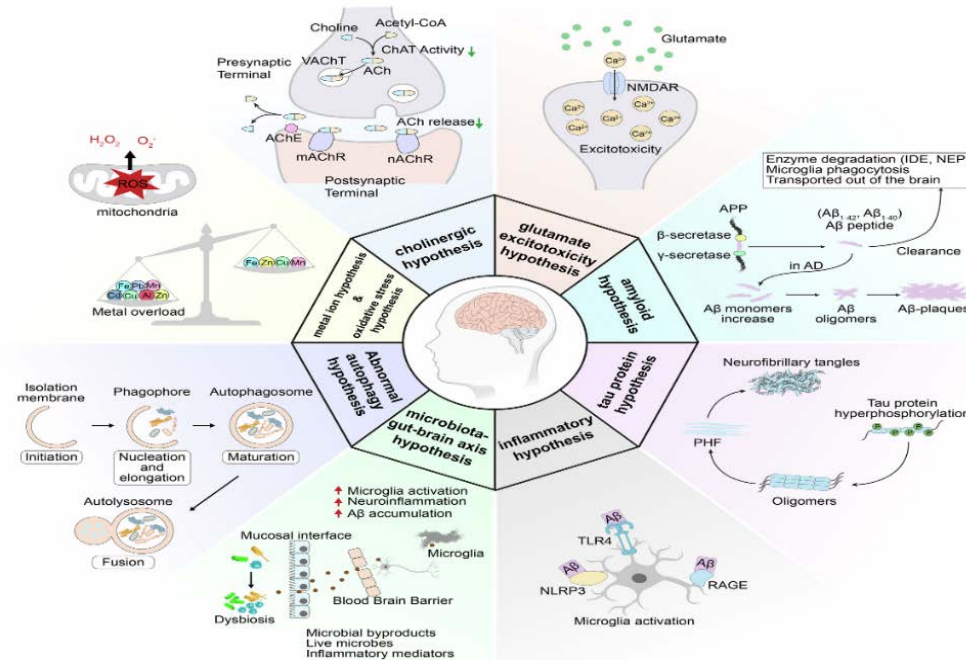 Choline
Acetyl-CoA
ChAT Activity
VAChT
ACh
Presynaptic
Terminal
ACh release
AChE
mAChR
nAChR
Postsynaptic
Terminal
Glutamate
Ca²⁺
NMDAR
Ca²⁺
Ca²⁺
Ca²⁺
Ca²⁺
Ca²⁺
Ca²⁺
Excitotoxicity
H₂O₂
O₂⁻
ROS
mitochondria
Fe Zn Cu Mn
Fe Pb Mn
Cd Cu Al Zn
Metal overload
Enzyme degradation (IDE, NEP
Microglia phagocytosis
Transported out of the brain
APP
β-secretase
γ-secretase
(Aβ₁₋₄₂, Aβ₁₋₄₀)
Aβ peptide
Clearance
in AD
Aβ monomers
increase
Aβ
oligomers
Aβ-plaques
cholinergic
hypothesis
glutamate
excitotoxicity
hypothesis
amyloid
hypothesis
tau protein
hypothesis
inflammatory
hypothesis
microbiota-
gut-brain axis
hypothesis
Abnormal
autophagy
hypothesis
metal ion hypothesis
&
oxidative stress
hypothesis
Isolation
membrane
Phagophore
Autophagosome
Initiation
Nucleation
and
elongation
Maturation
Autolysosome
Fusion
Neurofibrillary tangles
Tau protein
hyperphosphorylation
P P P P
PHF
Oligomers
Microglia activation
Neuroinflammation
Aβ accumulation
Mucosal interface
Microglia
Blood Brain Barrier
Dysbiosis
Microbial byproducts
Live microbes
Inflammatory mediators
Aβ
TLR4
Aβ
NLRP3
Aβ
RAGE
Microglia activation